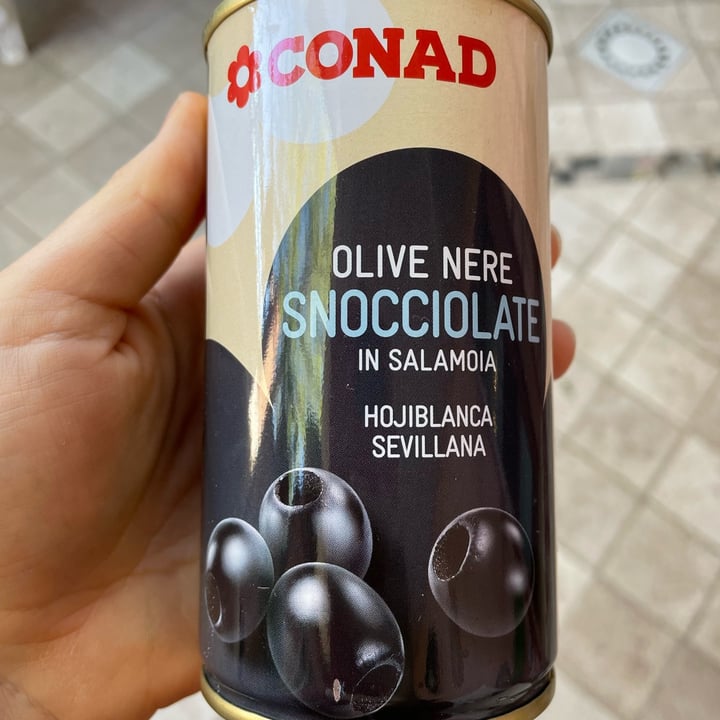 CONAD
OLIVE NERE
SNOCCIOLATE
IN SALAMOIA
HOJIBLANCA
SEVILLANA